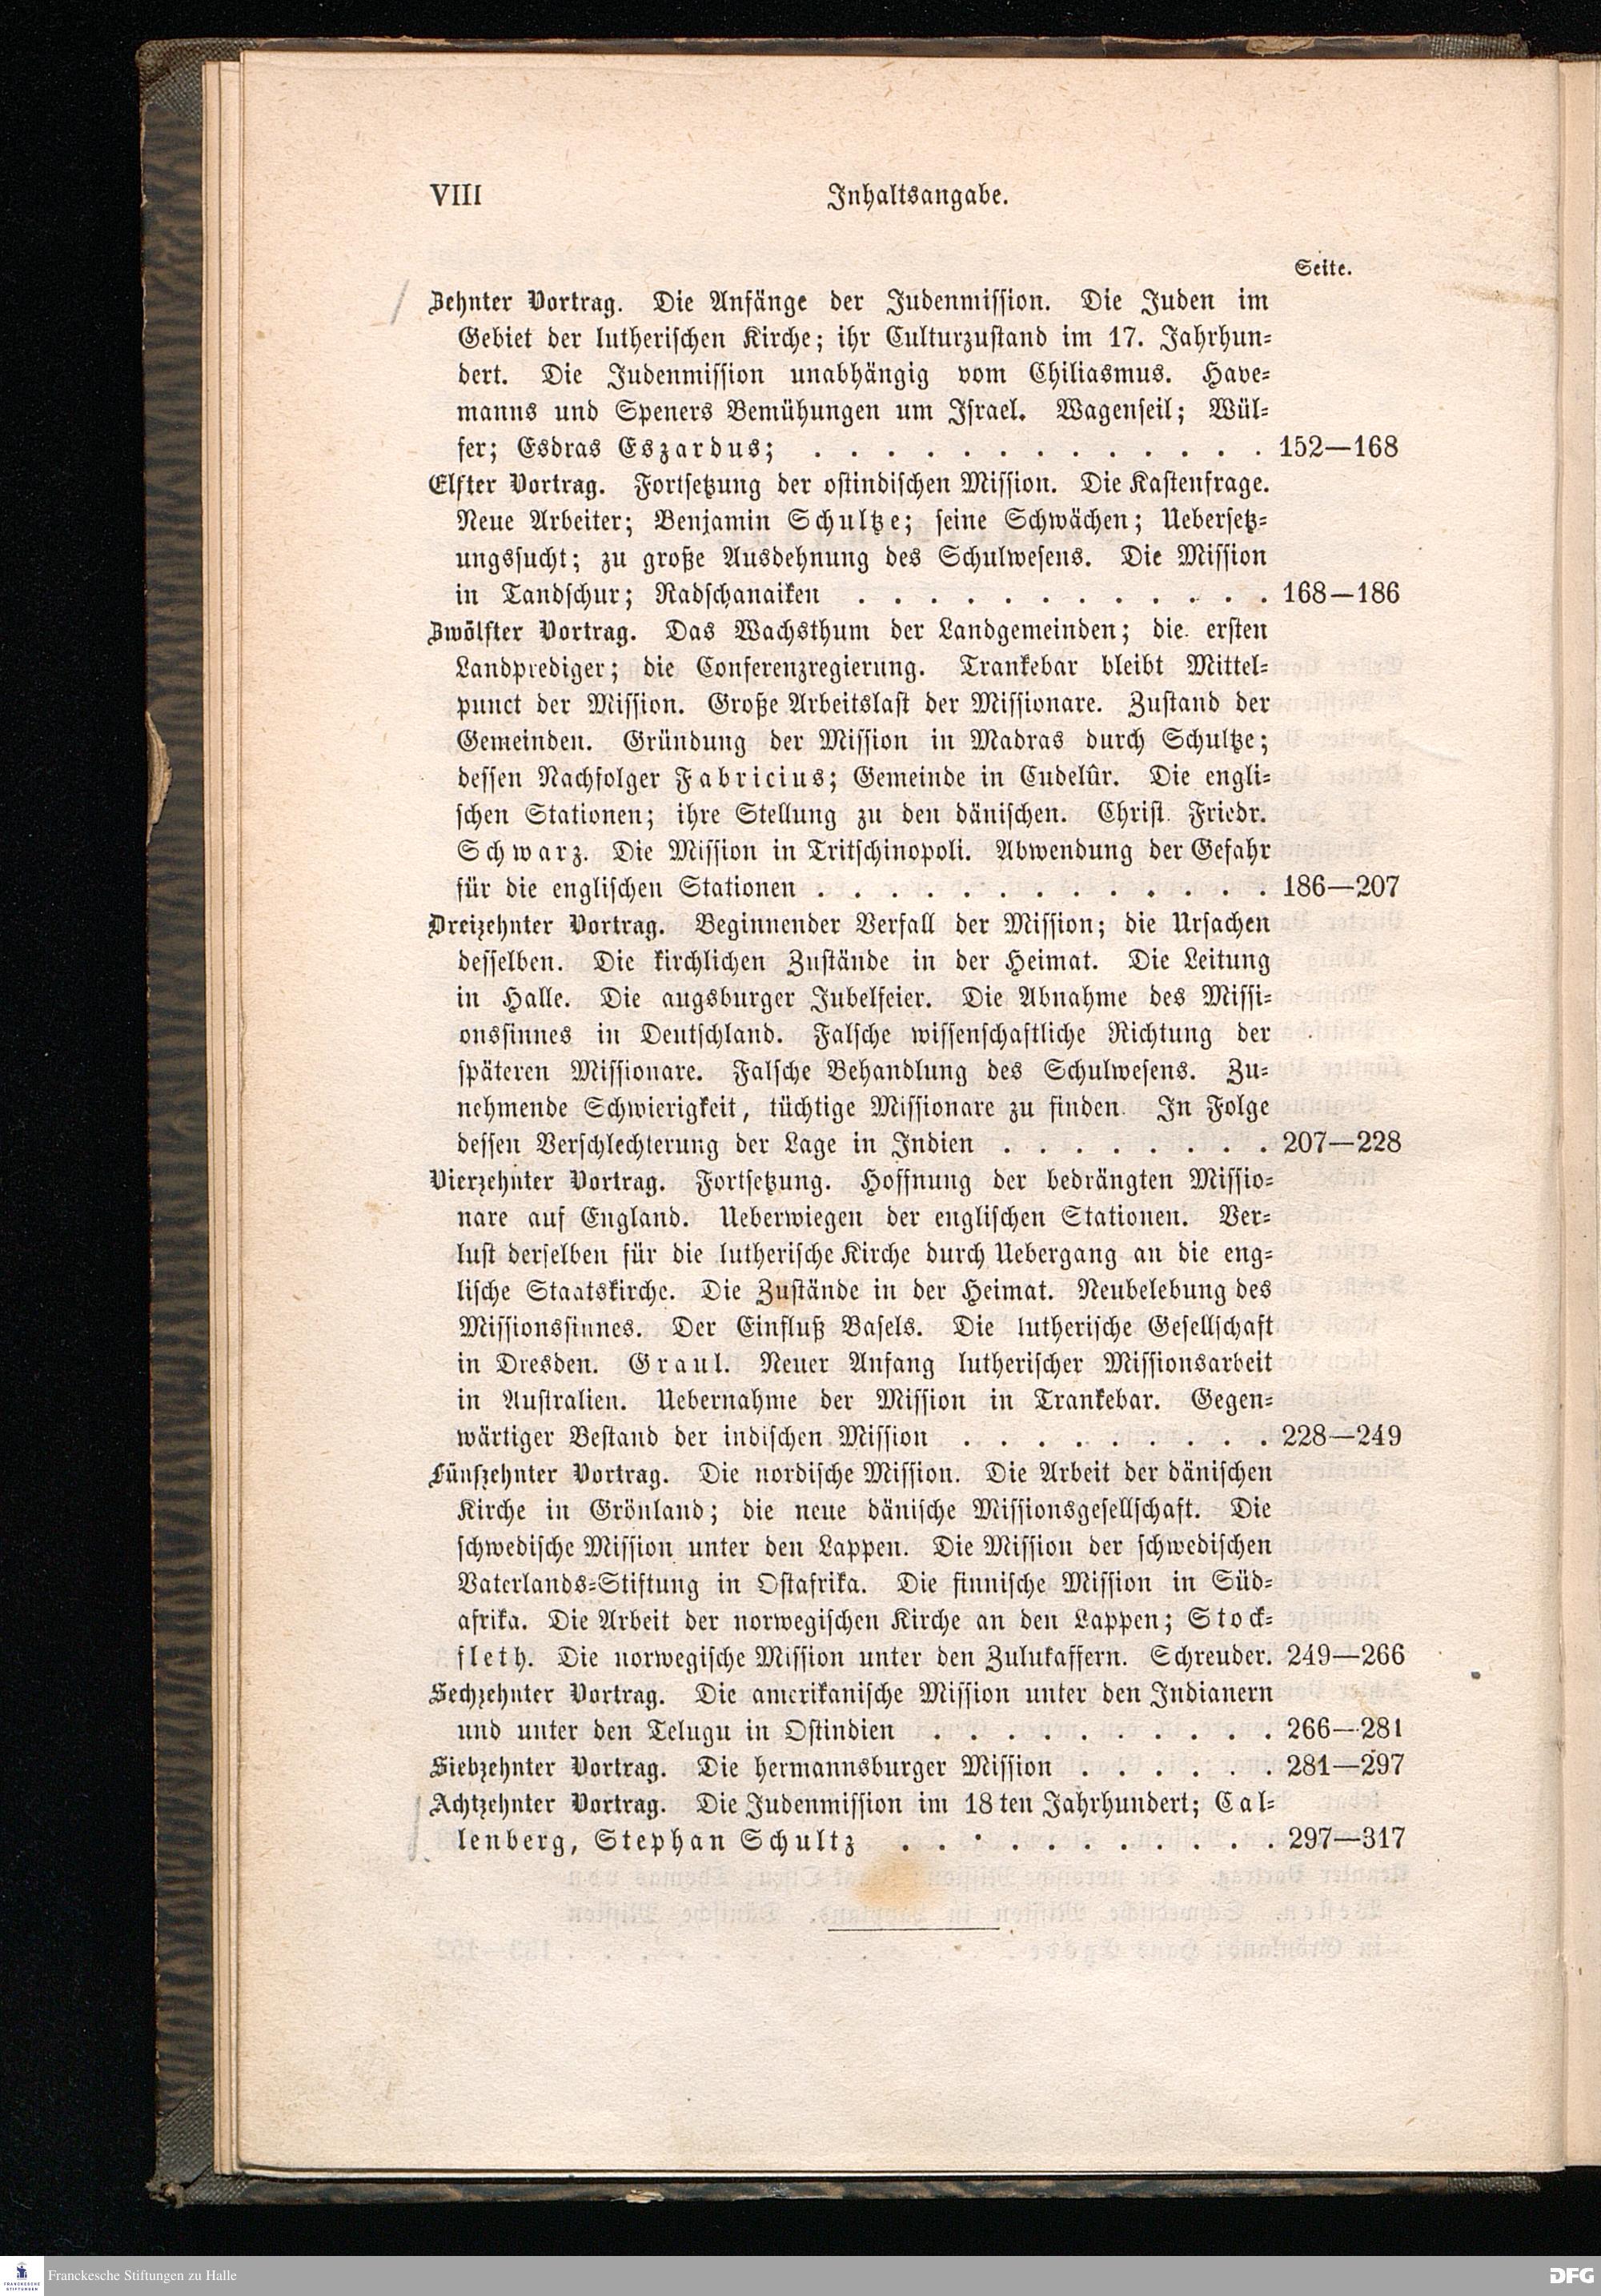 VIII Inhaltsangabe.
Seite.
Zehnter Vortrag. Die Anfänge der Judenmission. Die Juden im
Gebiet der lutherischen Kirche; ihr Culturzustand im 17. Jahrhun-
dert. Die Judenmission unabhängig vom Chiliasmus. Have-
manns und Speners Bemühungen um Israel. Wagenseil; Wül-
fer; Esdras Eszardus; . . . . . . . . . . . . . 152—168
Elfter Vortrag. Fortsetzung der ostindischen Mission. Die Kastenfrage.
Neue Arbeiter; Benjamin Schultze; seine Schwächen; Uebersetz-
ungssucht; zu große Ausdehnung des Schulwesens. Die Mission
in Tandschur; Radschanaiken . . . . . . . . . . . . 168—186
Zwölfter Vortrag. Das Wachsthum der Landgemeinden; die ersten
Landprediger; die Conferenzregierung. Trankebar bleibt Mittel-
punct der Mission. Große Arbeitslast der Missionare. Zustand der
Gemeinden. Gründung der Mission in Madras durch Schultze;
dessen Nachfolger Fabricius; Gemeinde in Cudelûr. Die engli-
schen Stationen; ihre Stellung zu den dänischen. Christ. Friedr.
Schwarz. Die Mission in Tritschinopoli. Abwendung der Gefahr
für die englischen Stationen . . . . . . . . . . . . . 186—207
Dreizehnter Vortrag. Beginnender Verfall der Mission; die Ursachen
desselben. Die kirchlichen Zustände in der Heimat. Die Leitung
in Halle. Die augsburger Jubelfeier. Die Abnahme des Missi-
onssinnes in Deutschland. Falsche wissenschaftliche Richtung der
späteren Missionare. Falsche Behandlung des Schulwesens. Zu-
nehmende Schwierigkeit, tüchtige Missionare zu finden. In Folge
dessen Verschlechterung der Lage in Indien . . . . . . . . 207—228
Vierzehnter Vortrag. Fortsetzung. Hoffnung der bedrängten Missio-
nare auf England. Ueberwiegen der englischen Stationen. Ver-
lust derselben für die lutherische Kirche durch Uebergang an die eng-
lische Staatskirche. Die Zustände in der Heimat. Neubelebung des
Missionssinnes. Der Einfluß Basels. Die lutherische Gesellschaft
in Dresden. Graul. Neuer Anfang lutherischer Missionsarbeit
in Australien. Uebernahme der Mission in Trankebar. Gegen-
wärtiger Bestand der indischen Mission . . . . . . . . . 228—249
Fünfzehnter Vortrag. Die nordische Mission. Die Arbeit der dänischen
Kirche in Grönland; die neue dänische Missionsgesellschaft. Die
schwedische Mission unter den Lappen. Die Mission der schwedischen
Vaterlands-Stiftung in Ostafrika. Die finnische Mission in Süd-
afrika. Die Arbeit der norwegischen Kirche an den Lappen; Stock-
fleth. Die norwegische Mission unter den Zulukaffern. Schreuder. 249—266
Sechzehnter Vortrag. Die amerikanische Mission unter den Indianern
und unter den Telugu in Ostindien . . . . . . . . . . 266—281
Siebzehnter Vortrag. Die hermannsburger Mission . . . . . . 281—297
Achtzehnter Vortrag. Die Judenmission im 18ten Jahrhundert; Cal-
lenberg, Stephan Schultz . . . . . . . . . . . 297—317
FRANCKESCHE STIFTUNGEN
Franckesche Stiftungen zu Halle
DFG